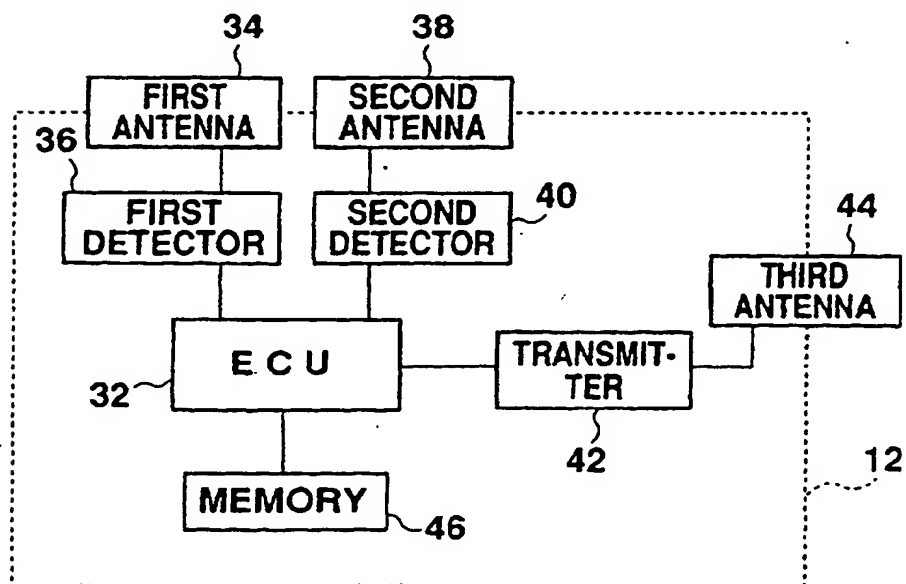 34
38
FIRST
ANTENNA
SECOND
ANTENNA
36
FIRST
DETECTOR
SECOND
DETECTOR
40
44
THIRD
ANTENNA
E C U
32
TRANSMIT-
TER
42
12
MEMORY
46